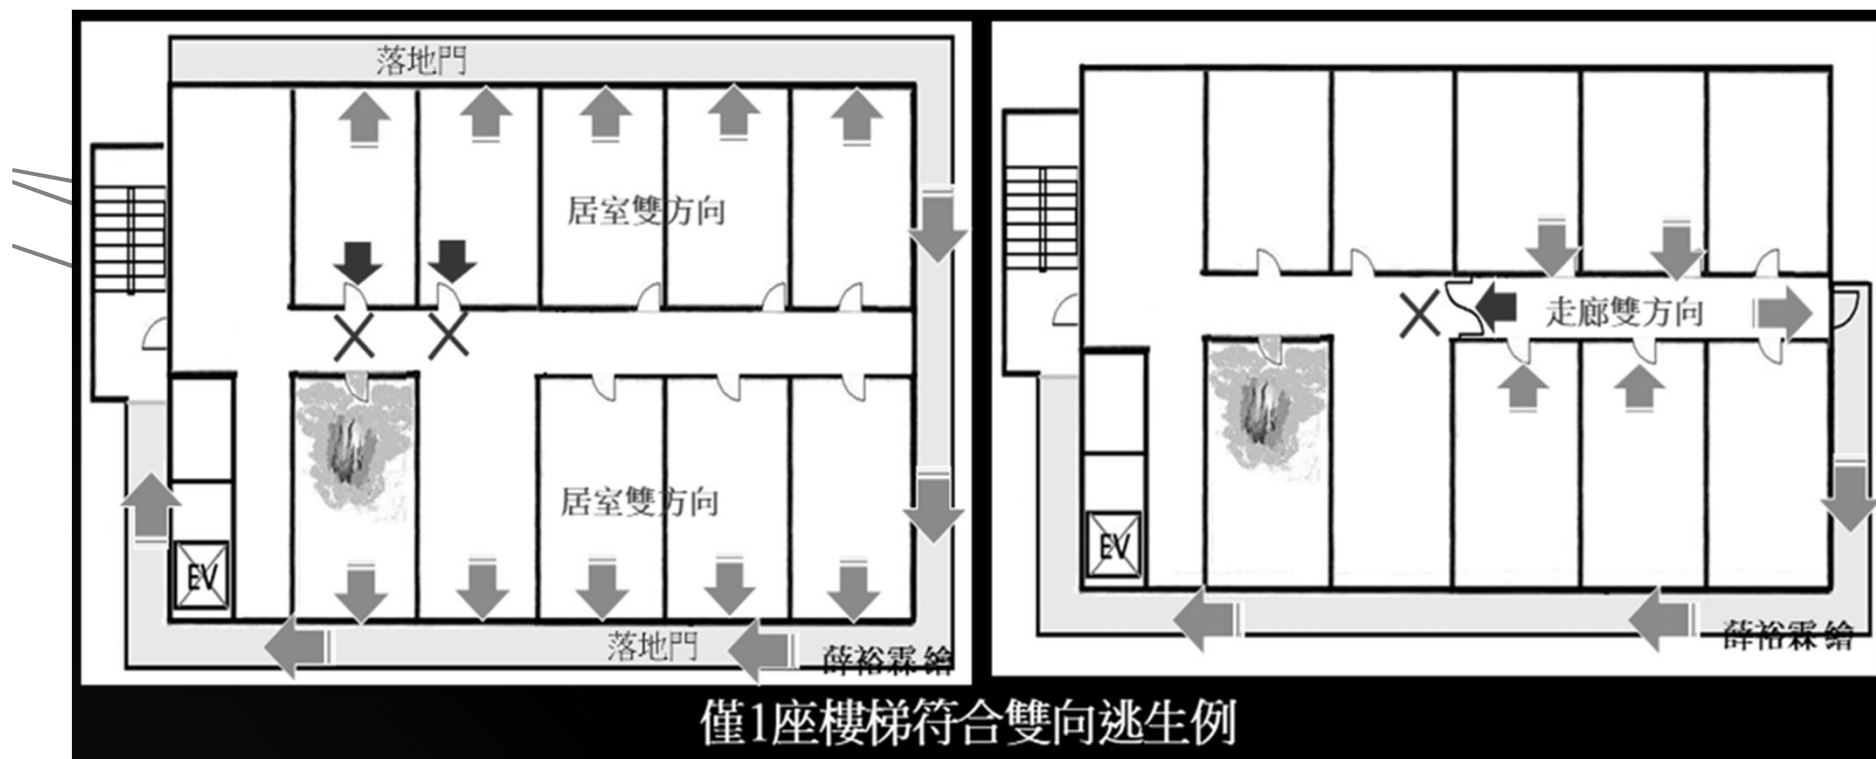 落地門
居室雙方向
居室雙方向
EV
落地門
薛裕霖 繪
走廊雙方向
EV
薛裕霖 繪
僅1座樓梯符合雙向逃生例